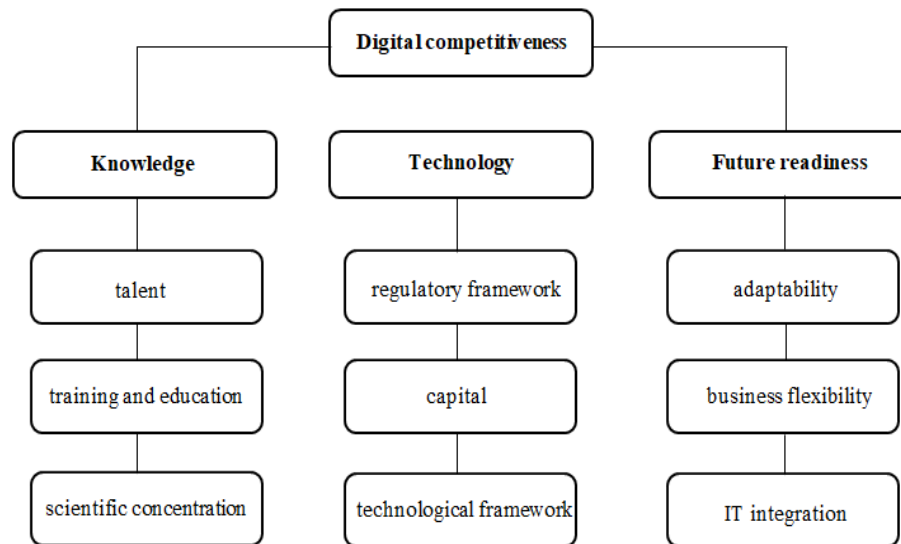 Digital competitiveness
Knowledge
Technology
Future readiness
talent
regulatory framework
adaptability
training and education
capital
business flexibility
scientific concentration
technological framework
IT integration